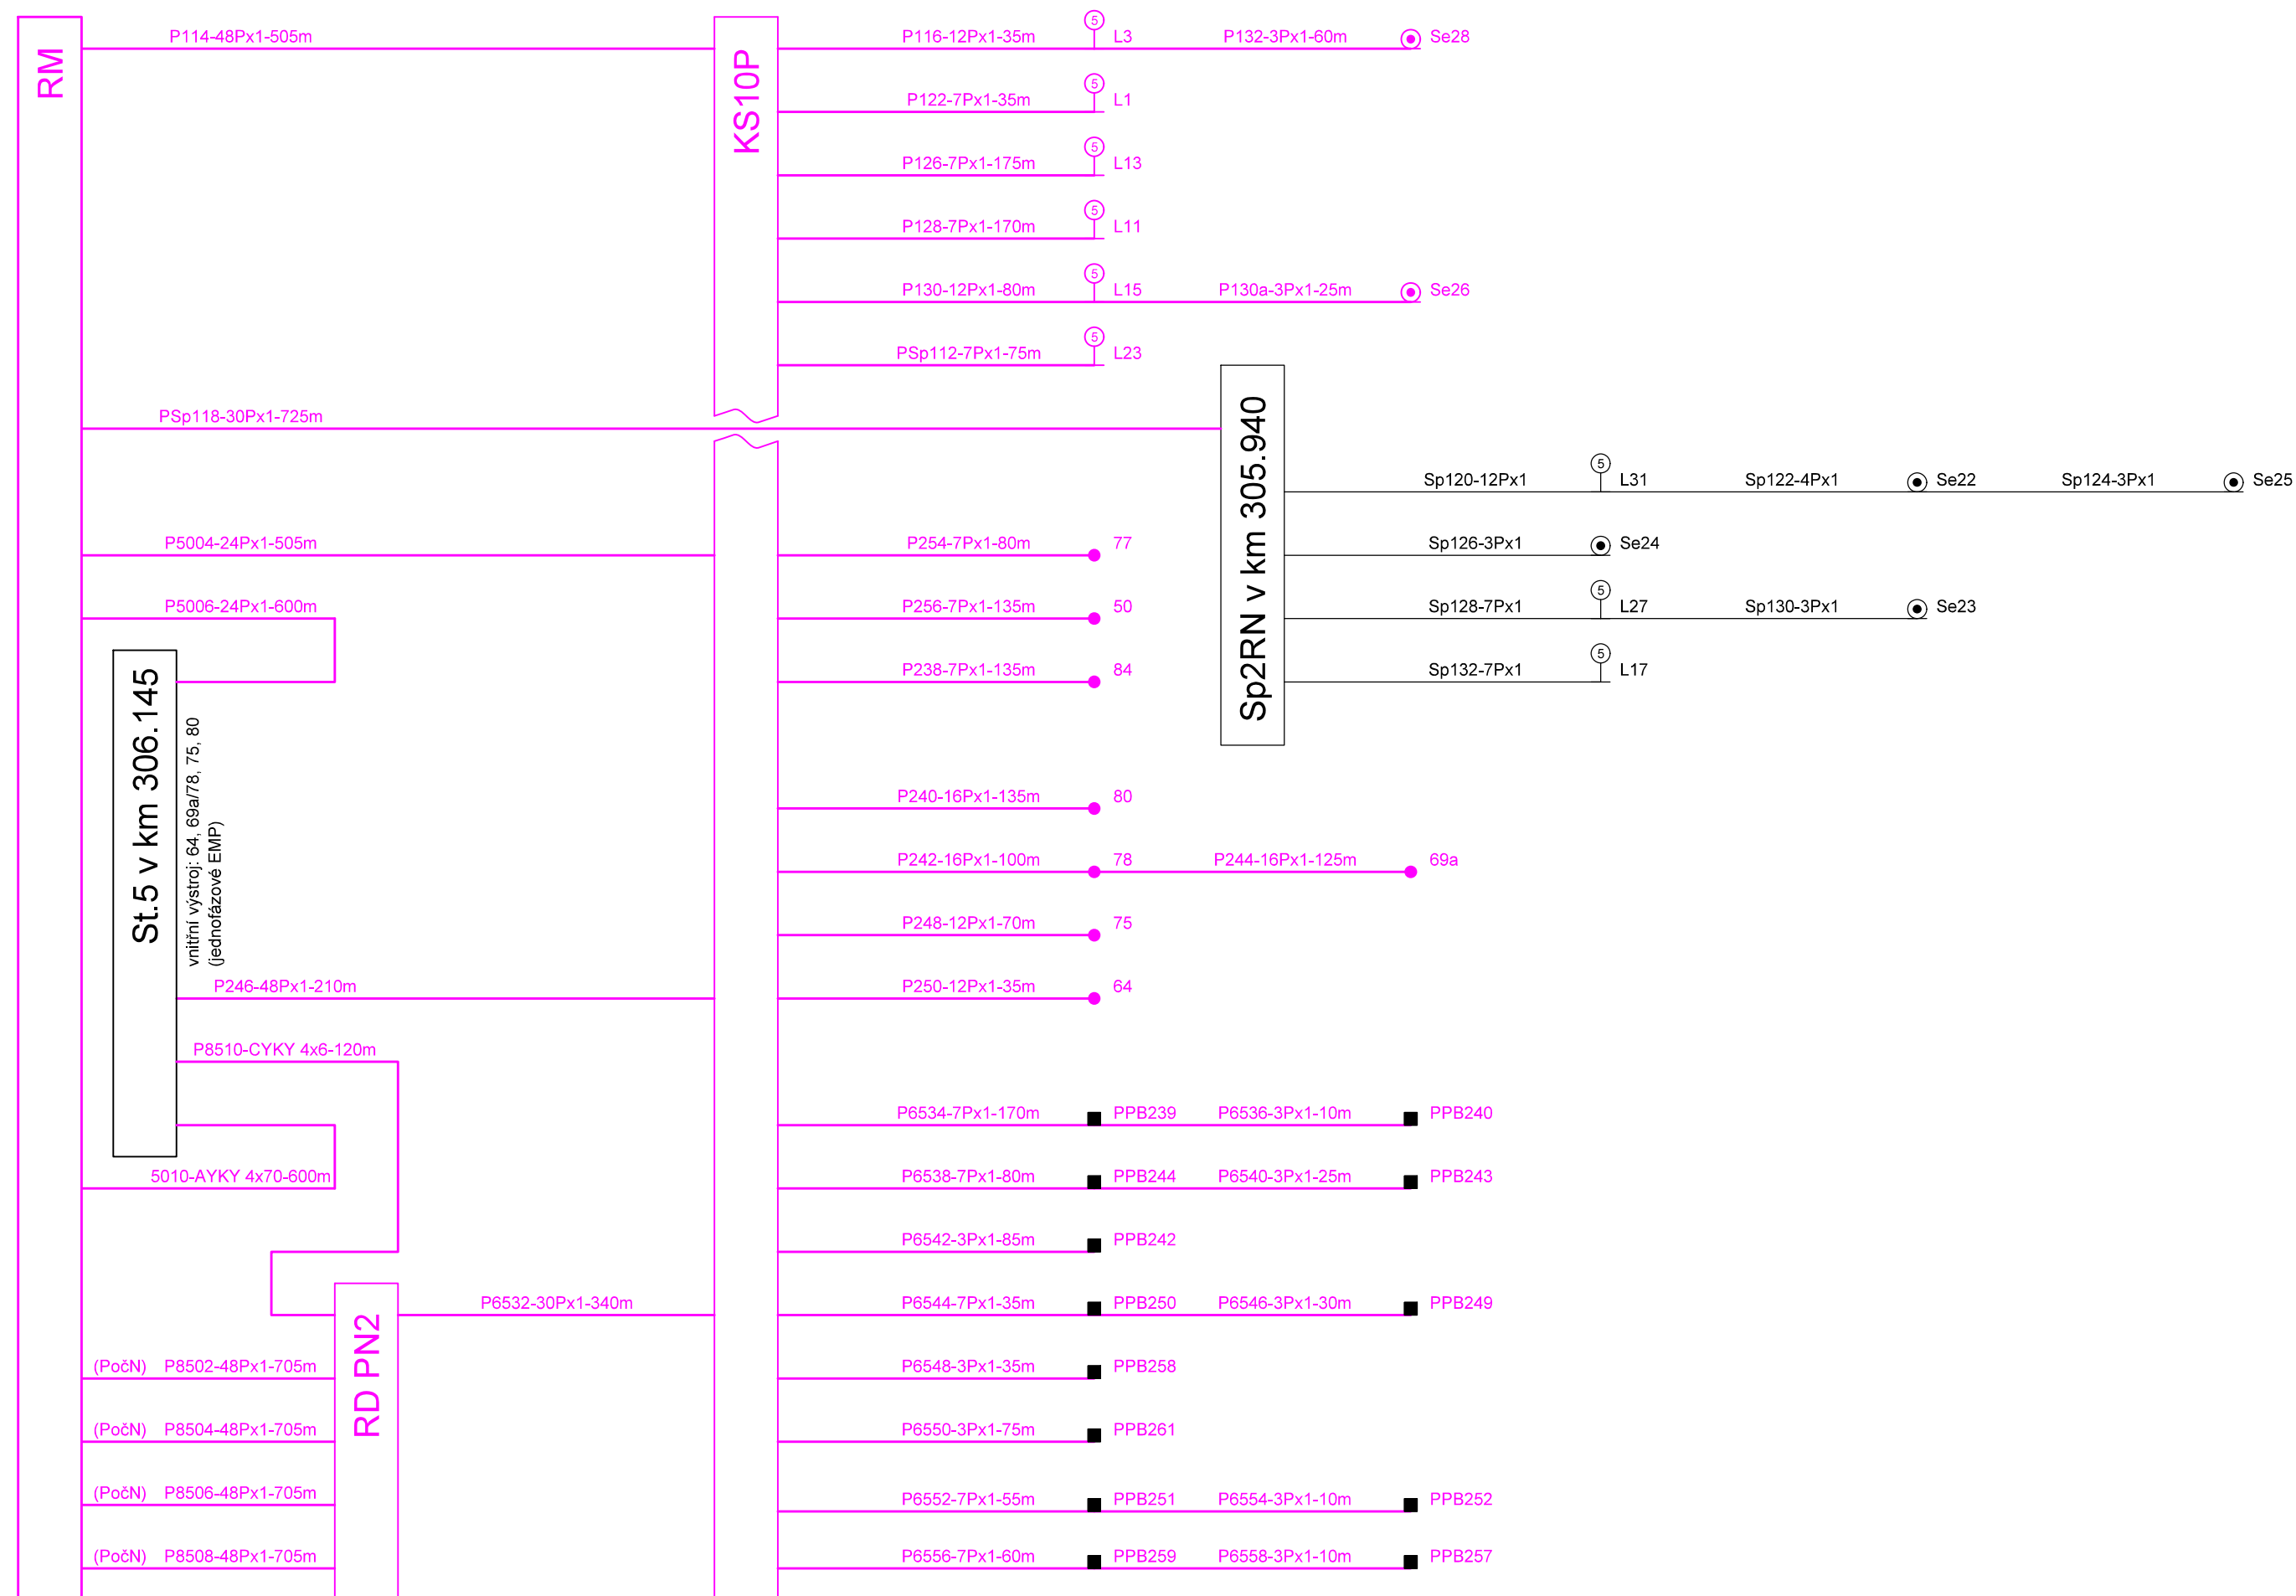 RM
P114-48Px1-505m
KS10P
P116-12Px1-35m
5
L3
P132-3Px1-60m
Se28
P122-7Px1-35m
5
L1
P126-7Px1-175m
5
L13
P128-7Px1-170m
5
L11
P130-12Px1-80m
5
L15
P130a-3Px1-25m
Se26
PSp112-7Px1-75m
5
L23
PSp118-30Px1-725m
Sp2RN v km 305.940
Sp120-12Px1
5
L31
Sp122-4Px1
Se22
Sp124-3Px1
Se25
Sp126-3Px1
Se24
Sp128-7Px1
5
L27
Sp130-3Px1
Se23
Sp132-7Px1
5
L17
P5004-24Px1-505m
P254-7Px1-80m
77
P5006-24Px1-600m
P256-7Px1-135m
50
P238-7Px1-135m
84
St.5 v km 306.145
vnitřní výstroj: 64, 69a/78, 75, 80
(jednofázové EMP)
P240-16Px1-135m
80
P242-16Px1-100m
78
P244-16Px1-125m
69a
P248-12Px1-70m
75
P246-48Px1-210m
P250-12Px1-35m
64
P8510-CYKY 4x6-120m
P6534-7Px1-170m
PPB239
P6536-3Px1-10m
PPB240
5010-AYKY 4x70-600m
P6538-7Px1-80m
PPB244
P6540-3Px1-25m
PPB243
P6542-3Px1-85m
PPB242
RD PN2
P6532-30Px1-340m
P6544-7Px1-35m
PPB250
P6546-3Px1-30m
PPB249
(PočN) P8502-48Px1-705m
P6548-3Px1-35m
PPB258
(PočN) P8504-48Px1-705m
P6550-3Px1-75m
PPB261
(PočN) P8506-48Px1-705m
P6552-7Px1-55m
PPB251
P6554-3Px1-10m
PPB252
(PočN) P8508-48Px1-705m
P6556-7Px1-60m
PPB259
P6558-3Px1-10m
PPB257